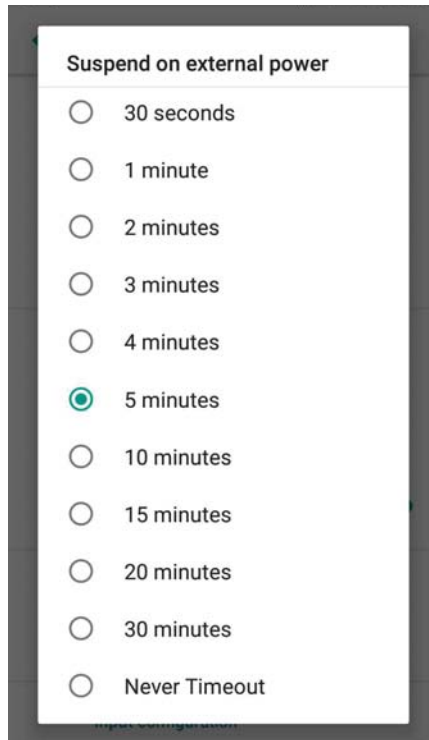 Suspend on external power
30 seconds
1 minute
2 minutes
3 minutes
4 minutes
5 minutes
10 minutes
15 minutes
20 minutes
30 minutes
Never Timeout